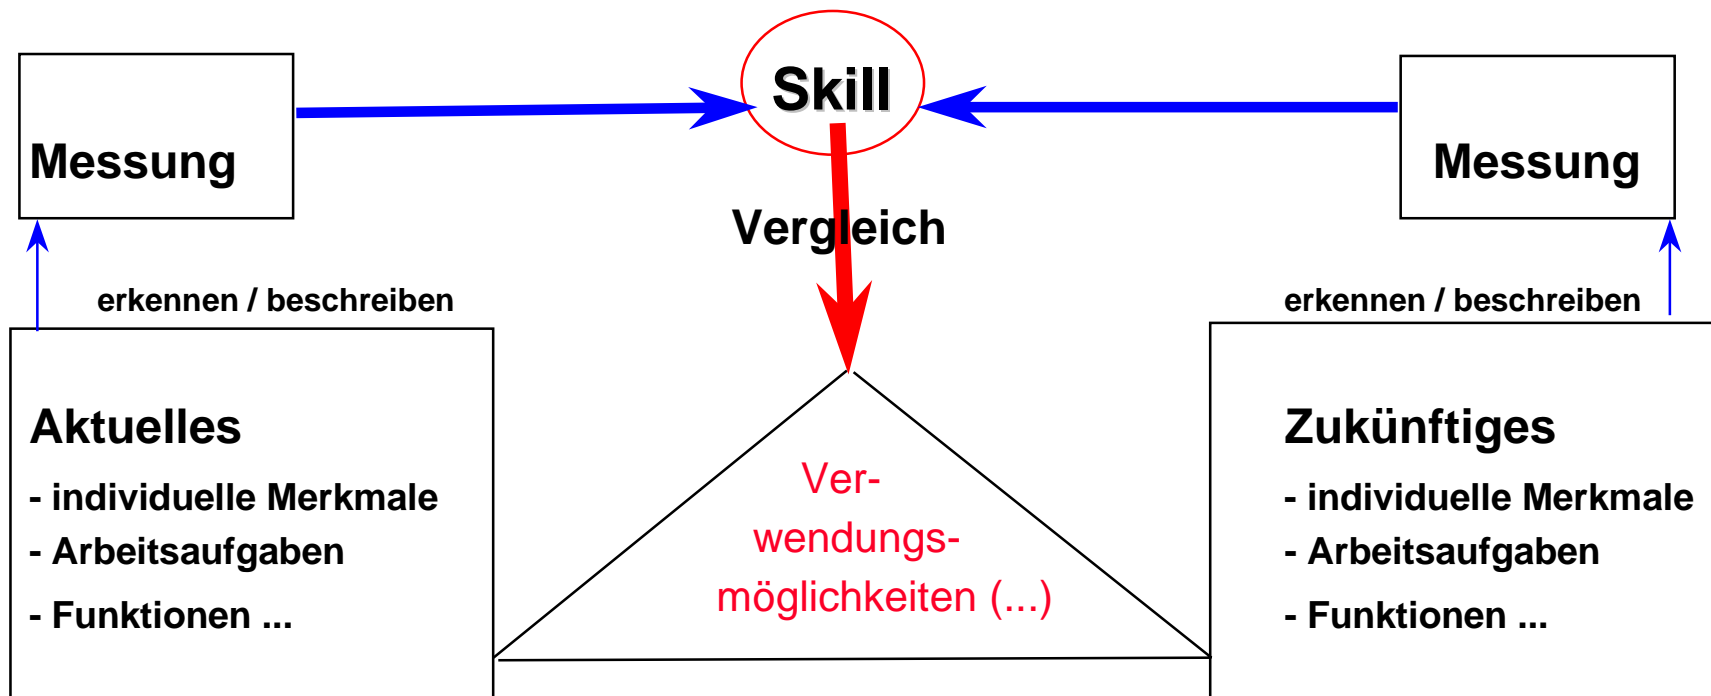 Skill
Messung
Messung
Vergleich
erkennen / beschreiben
erkennen / beschreiben
Aktuelles
- individuelle Merkmale
- Arbeitsaufgaben
- Funktionen ...
Ver-
wendungs-
möglichkeiten (...)
Zukünftiges
- individuelle Merkmale
- Arbeitsaufgaben
- Funktionen ...